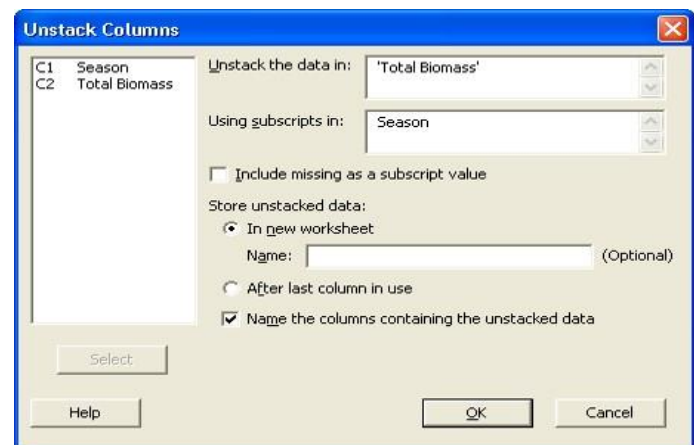 Unstack Columns
C1 Season
C2 Total Biomass
Unstack the data in:
'Total Biomass'
Using subscripts in:
Season
Include missing as a subscript value
Store unstacked data:
In new worksheet
Name:
(Optional)
After last column in use
Name the columns containing the unstacked data
Select
Help
OK
Cancel